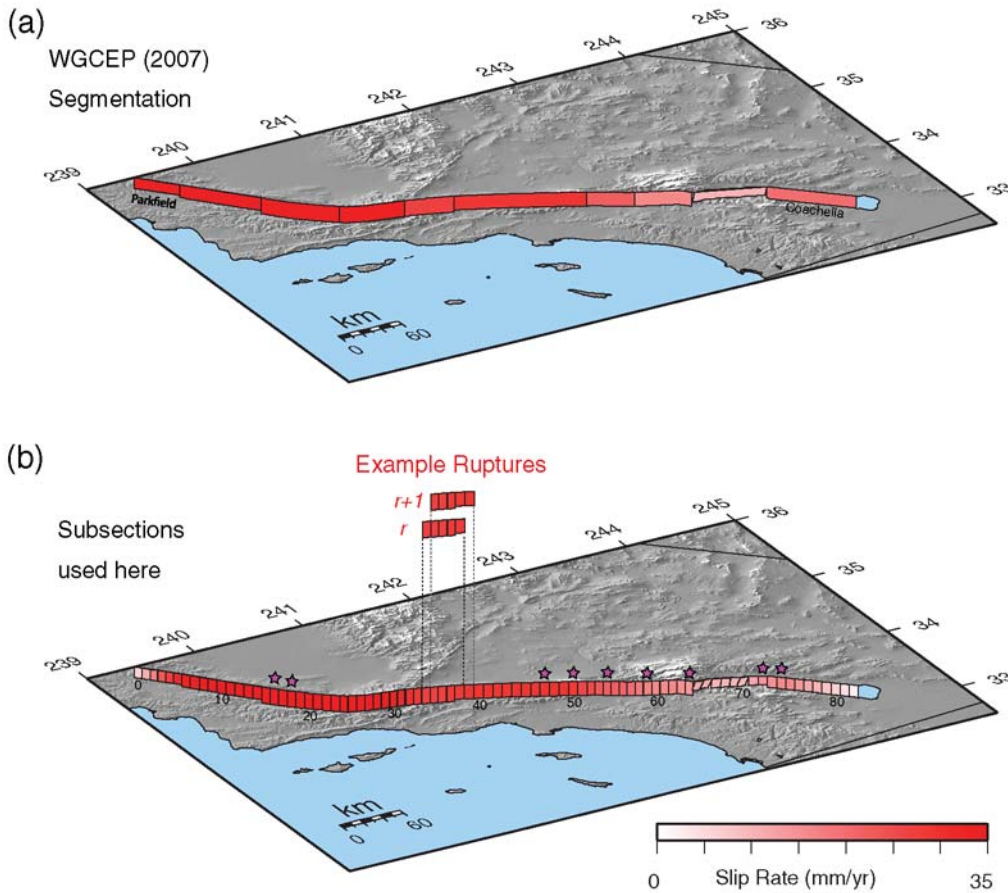 (a)
WGCEP (2007)
Segmentation
239
240
241
242
243
244
245
36
35
34
33
Parkfield
Coachella
km
0
60
(b)
Example Ruptures
r+1
r
Subsections
used here
239
240
241
242
243
244
245
36
35
34
33
0
10
20
30
40
50
60
70
80
km
0
60
0 Slip Rate (mm/yr) 35